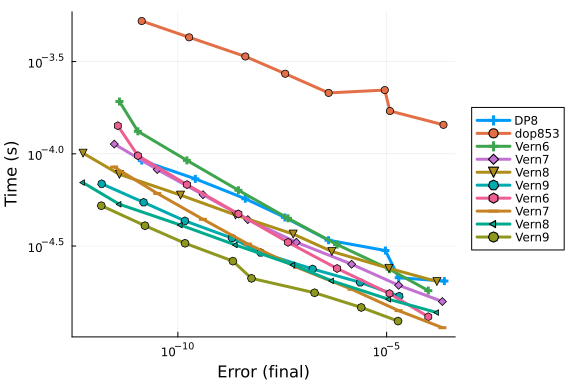 10^-3.5
10^-4.0
10^-4.5
Time (s)
10^-10
10^-5
Error (final)
DP8
dop853
Vern6
Vern7
Vern8
Vern9
Vern6
Vern7
Vern8
Vern9